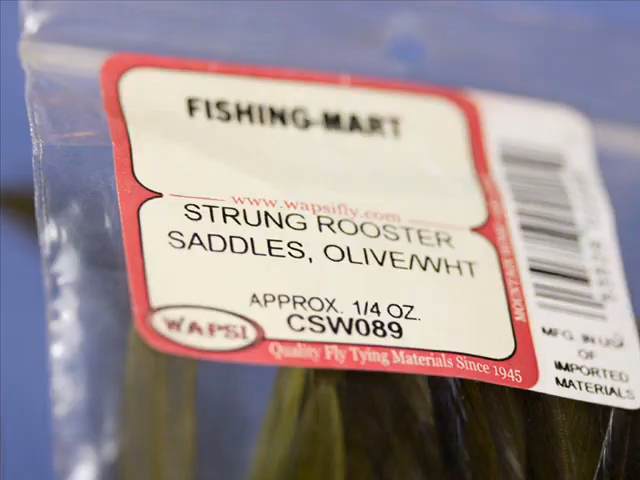 FISHING-MART
www.wapsifly.com
STRUNG ROOSTER
SADDLES, OLIVE/WHT
APPROX. 1/4 OZ.
CSW089
WAPSI
Quality Fly Tying Materials Since 1945
MFG. IN USA
OF
IMPORTED
MATERIALS